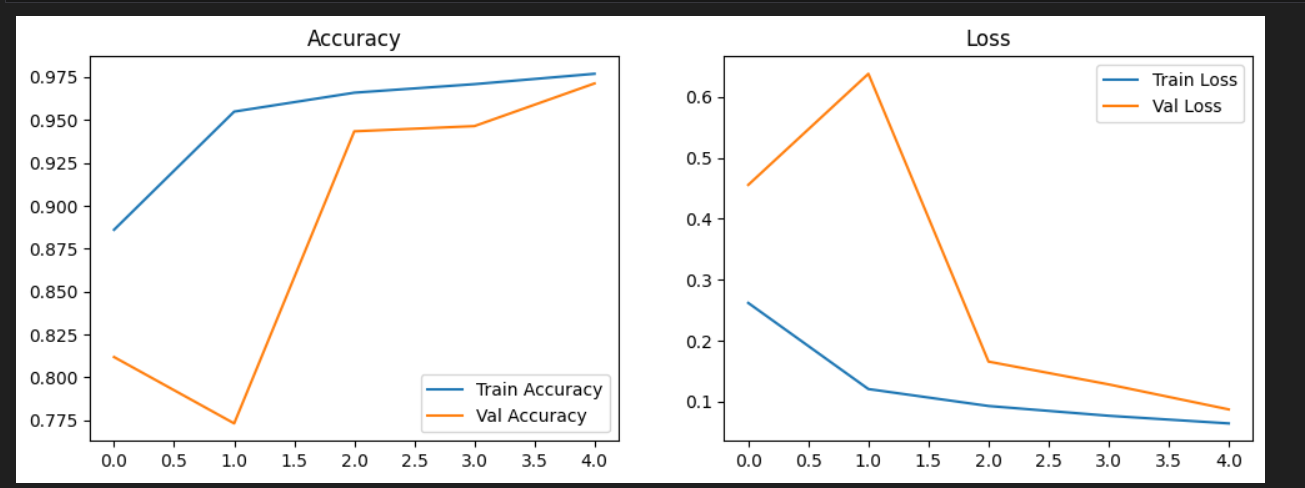 Accuracy
0.975
0.950
0.925
0.900
0.875
0.850
0.825
0.800
0.775
Train Accuracy
Val Accuracy
0.0 0.5 1.0 1.5 2.0 2.5 3.0 3.5 4.0
Loss
0.6
0.5
0.4
0.3
0.2
0.1
Train Loss
Val Loss
0.0 0.5 1.0 1.5 2.0 2.5 3.0 3.5 4.0